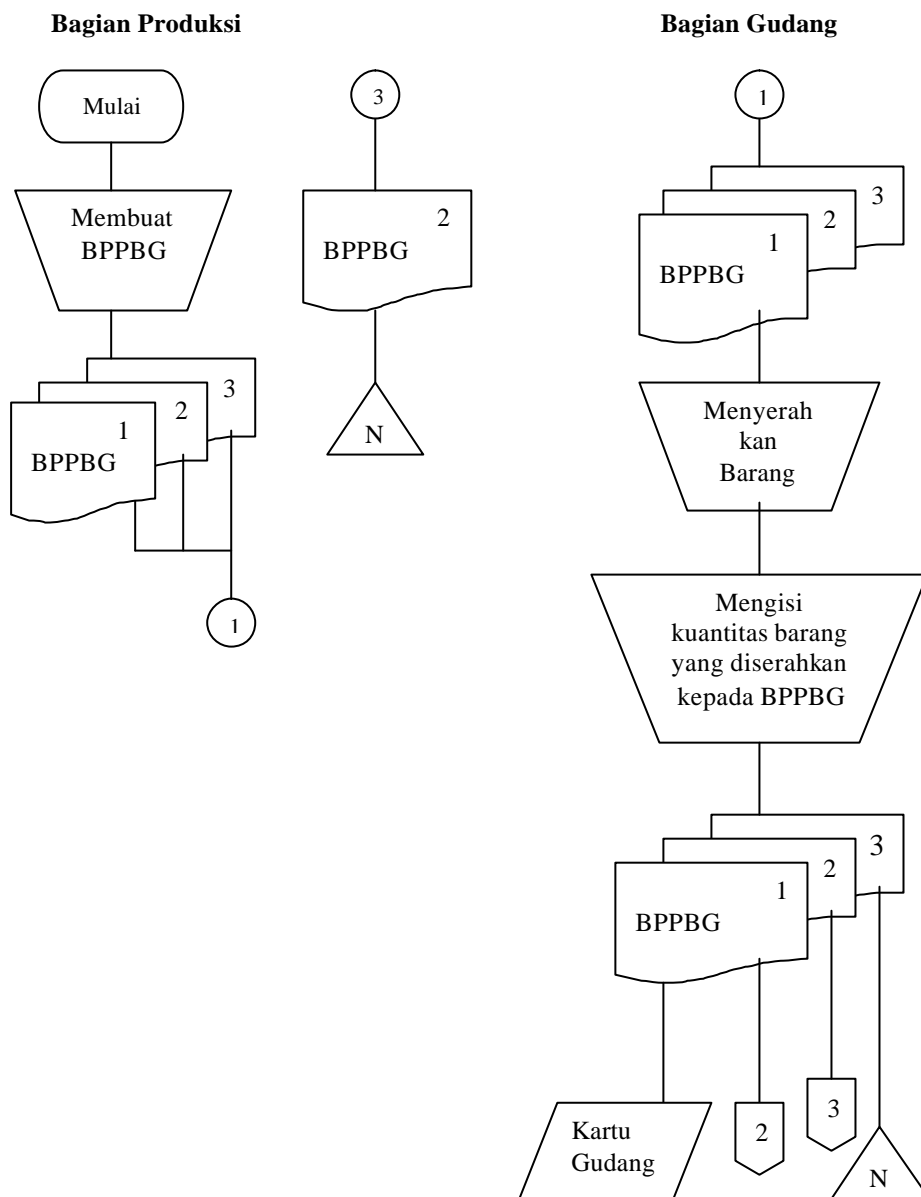 Bagian Produksi
Mulai
Membuat
BPPBG
1
2
3
BPPBG
1
3
2
BPPBG
N
Bagian Gudang
1
3
2
1
BPPBG
Menyerah
kan
Barang
Mengisi
kuantitas barang
yang diserahkan
kepada BPPBG
3
2
1
BPPBG
Kartu
Gudang
2
3
N